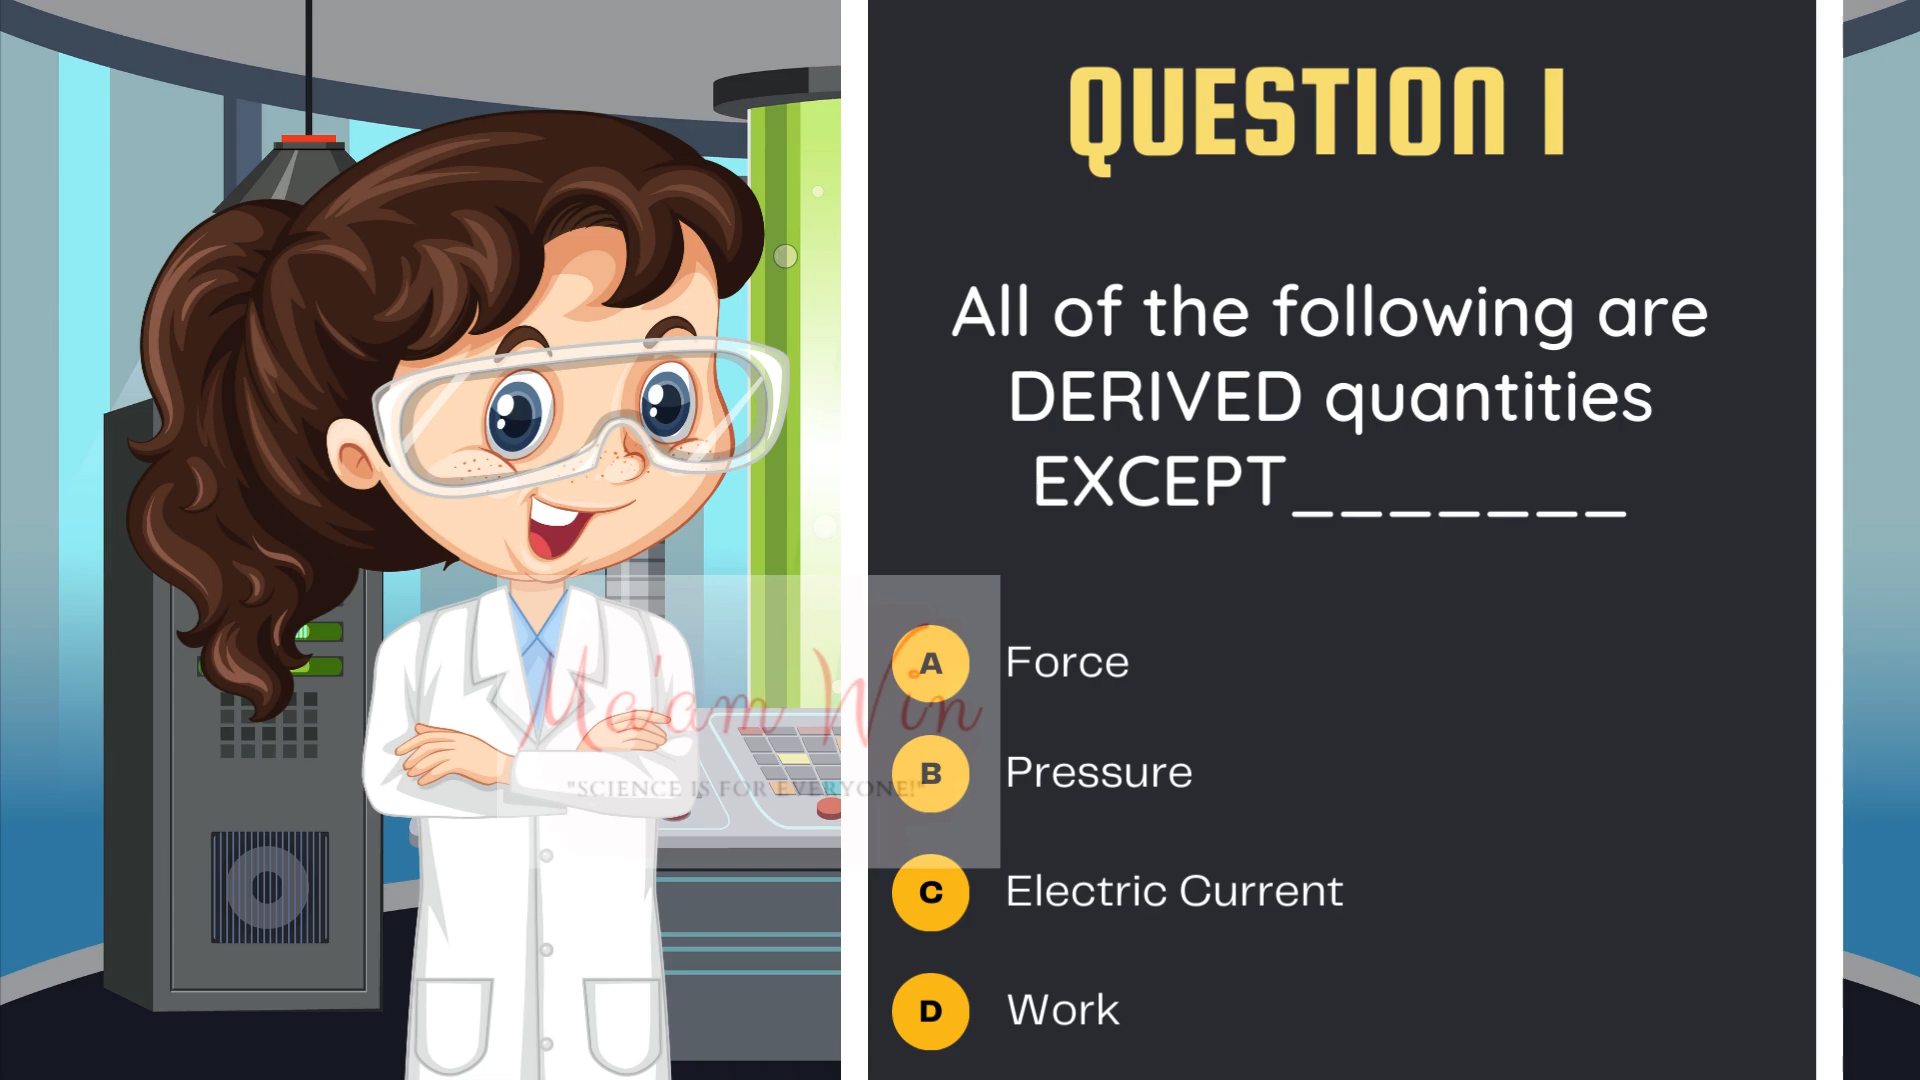 QUESTION 1
All of the following are
DERIVED quantities
EXCEPT_______
A Force
Ma'am Win
B Pressure
"SCIENCE IS FOR EVERYONE!"
C Electric Current
D Work